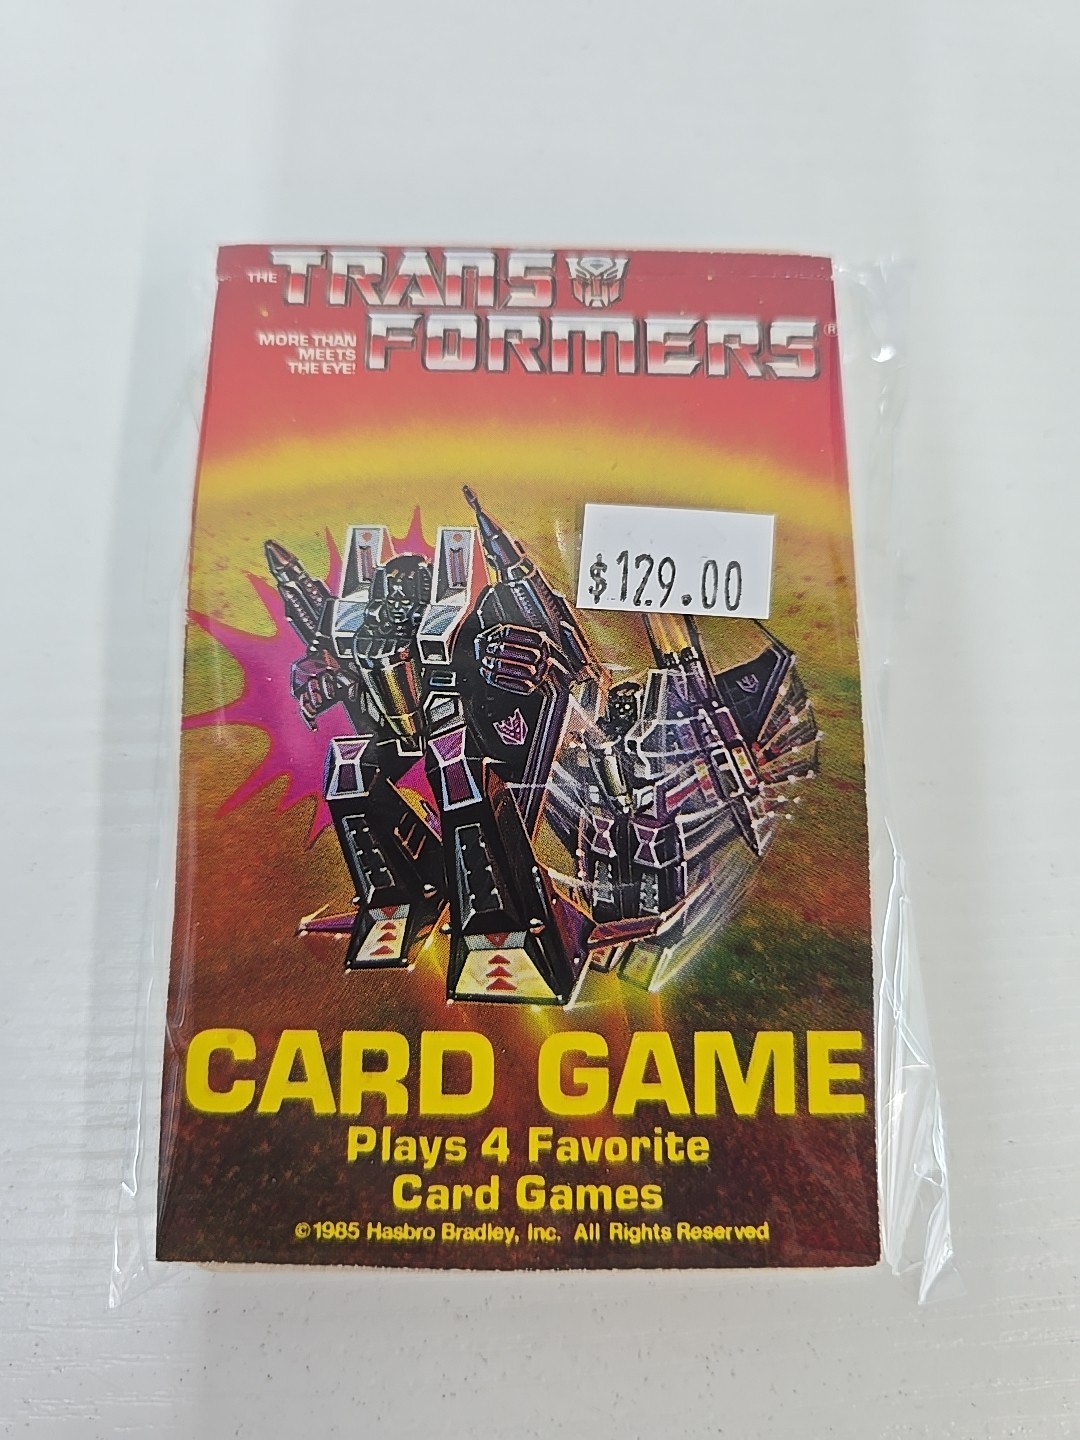 THE TRANS
FORMERS®
MORE THAN
MEETS
THE EYE!
$129.00
CARD GAME
Plays 4 Favorite
Card Games
©1985 Hasbro Bradley, Inc. All Rights Reserved